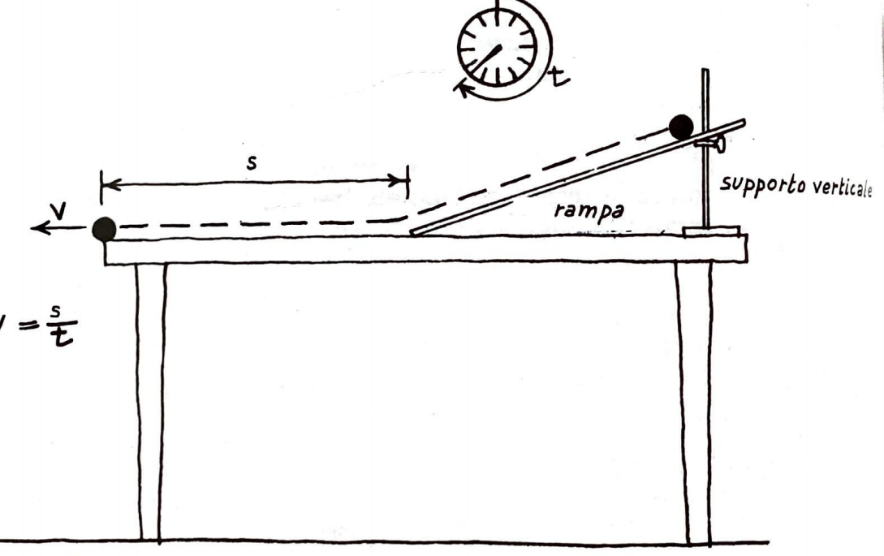 t
s
supporto verticale
rampa
v
v = s/t